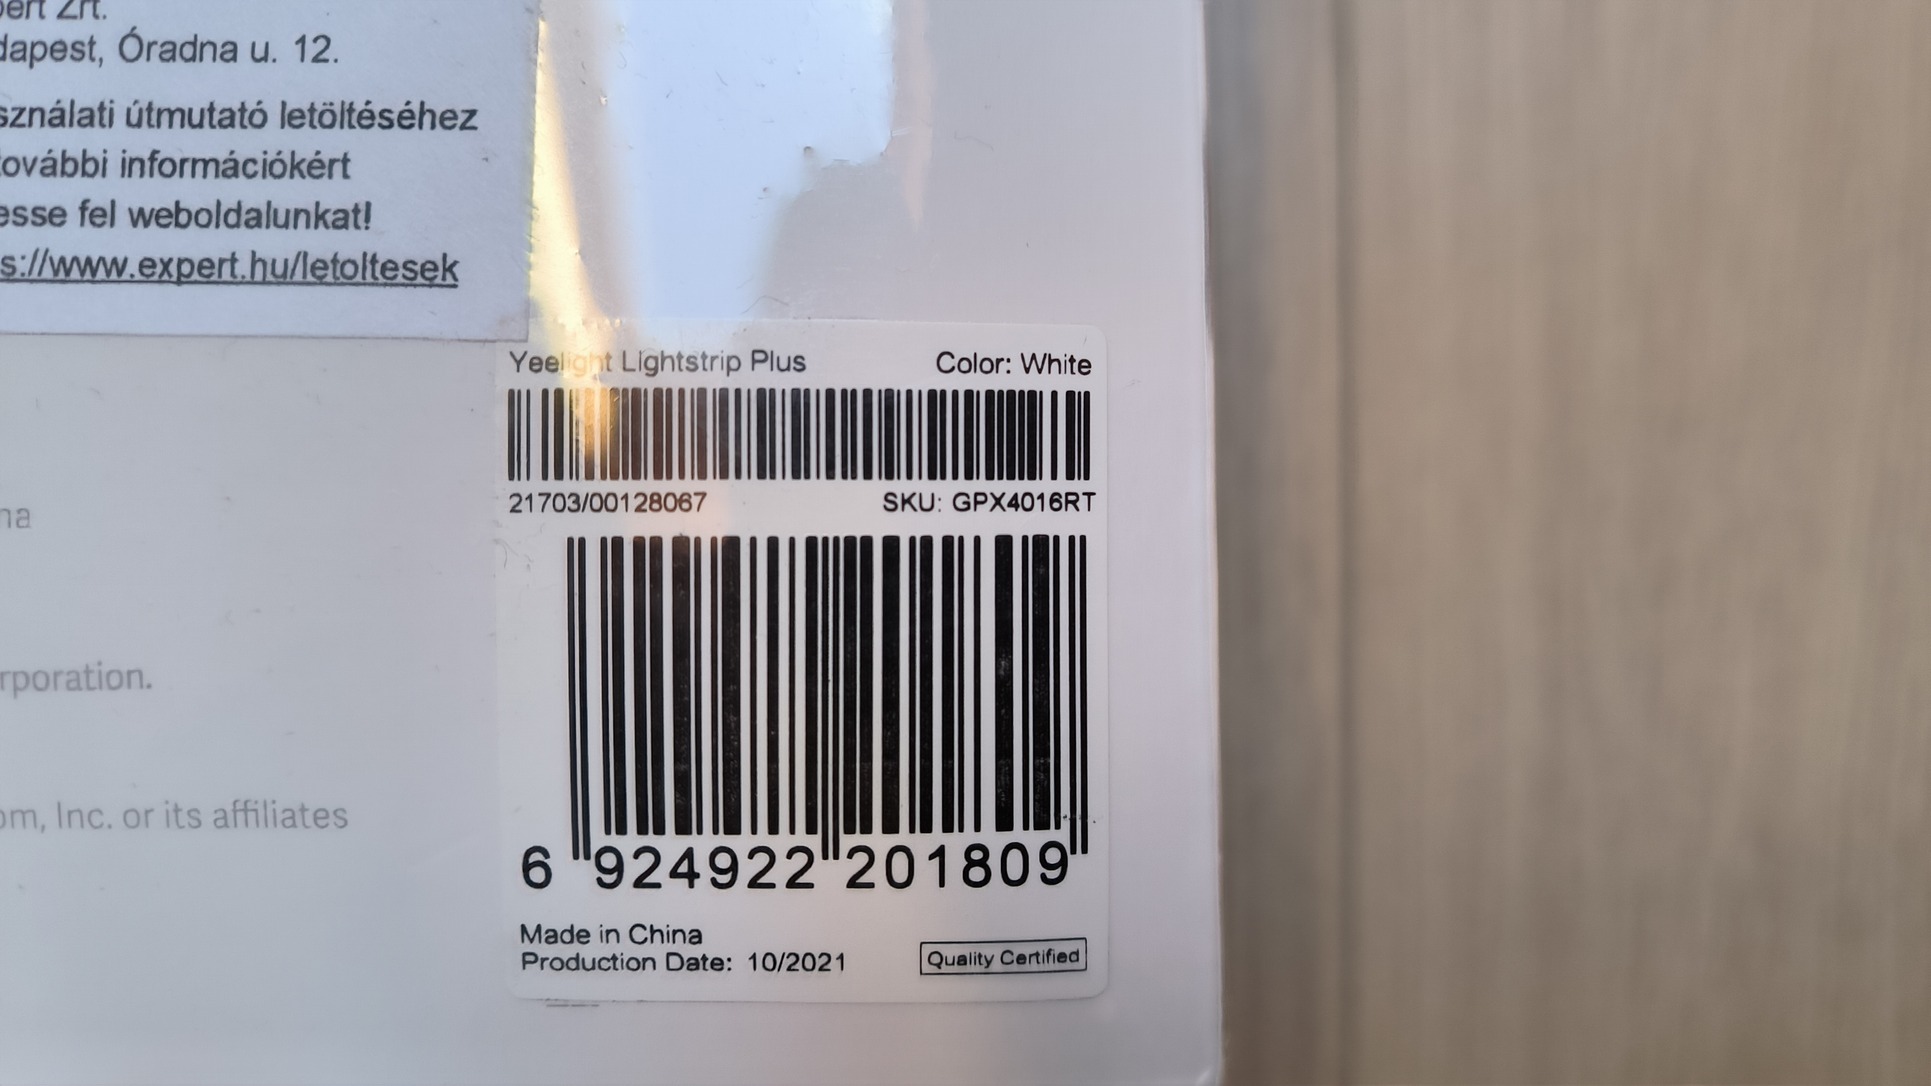 Zrt.
dapest, Óradna u. 12.
sználati útmutató letöltéséhez
további információkért
esse fel weboldalunkat!
s://www.expert.hu/letoltesek
Yeelight Lightstrip Plus Color: White
21703/00128067 SKU: GPX4016RT
na
rporation.
om, Inc. or its affiliates
6 924922 201809
Made in China
Production Date: 10/2021
Quality Certified